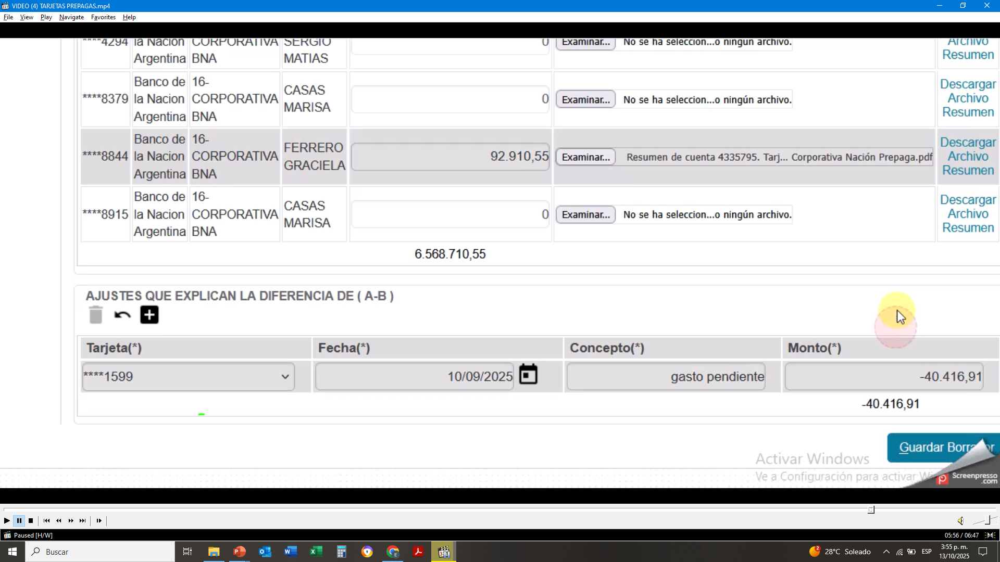 VIDEO (4) TARJETAS PREPAGAS.mp4
File View Play Navigate Favorites Help
****4294 la Nacion Argentina CORPORATIVA BNA SERGIO MATIAS 0 Examinar... No se ha seleccion...o ningún archivo. Archivo Resumen
****8379 Banco de la Nacion Argentina 16-CORPORATIVA BNA CASAS MARISA 0 Examinar... No se ha seleccion...o ningún archivo. Descargar Archivo Resumen
****8844 Banco de la Nacion Argentina 16-CORPORATIVA BNA FERRERO GRACIELA 92.910,55 Examinar... Resumen de cuenta 4335795. Tarj... Corporativa Nación Prepaga.pdf Descargar Archivo Resumen
****8915 Banco de la Nacion Argentina 16-CORPORATIVA BNA CASAS MARISA 0 Examinar... No se ha seleccion...o ningún archivo. Descargar Archivo Resumen
6.568.710,55
AJUSTES QUE EXPLICAN LA DIFERENCIA DE ( A-B )
Tarjeta(*) Fecha(*) Concepto(*) Monto(*)
****1599 10/09/2025 gasto pendiente -40.416,91
-40.416,91
Guardar
Activar Windows
Ve a Configuración para activar
Screenpresso
.com
Paused [H/W] 05:56 / 06:47
Buscar 28°C Soleado ESP 3:55 p. m.
13/10/2025